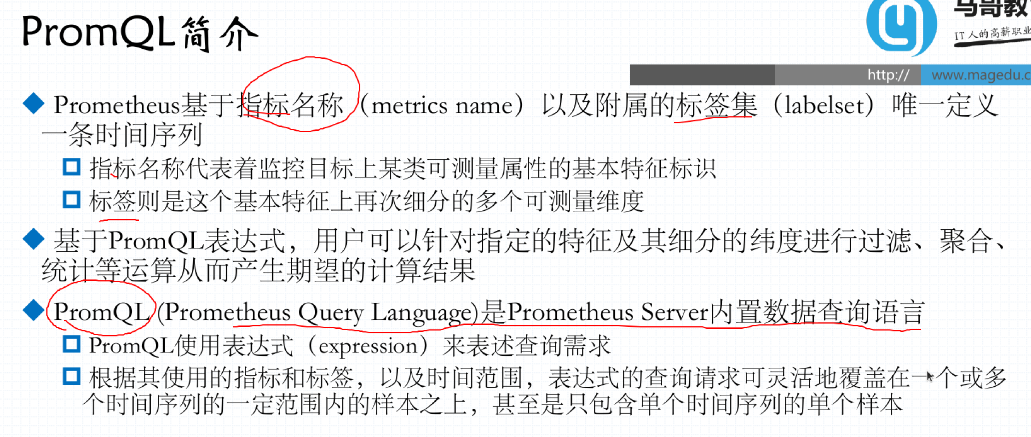 PromQL简介
马哥教
IT人的高薪职业
http://
www.magedu.c
Prometheus基于指标名称（metrics name）以及附属的标签集（labelset）唯一定义
一条时间序列
指标名称代表着监控目标上某类可测量属性的基本特征标识
标签则是这个基本特征上再次细分的多个可测量维度
基于PromQL表达式，用户可以针对指定的特征及其细分的纬度进行过滤、聚合、
统计等运算从而产生期望的计算结果
PromQL (Prometheus Query Language)是Prometheus Server内置数据查询语言
PromQL使用表达式（expression）来表述查询需求
根据其使用的指标和标签，以及时间范围，表达式的查询请求可灵活地覆盖在一个或多
个时间序列的一定范围内的样本之上，甚至是只包含单个时间序列的单个样本